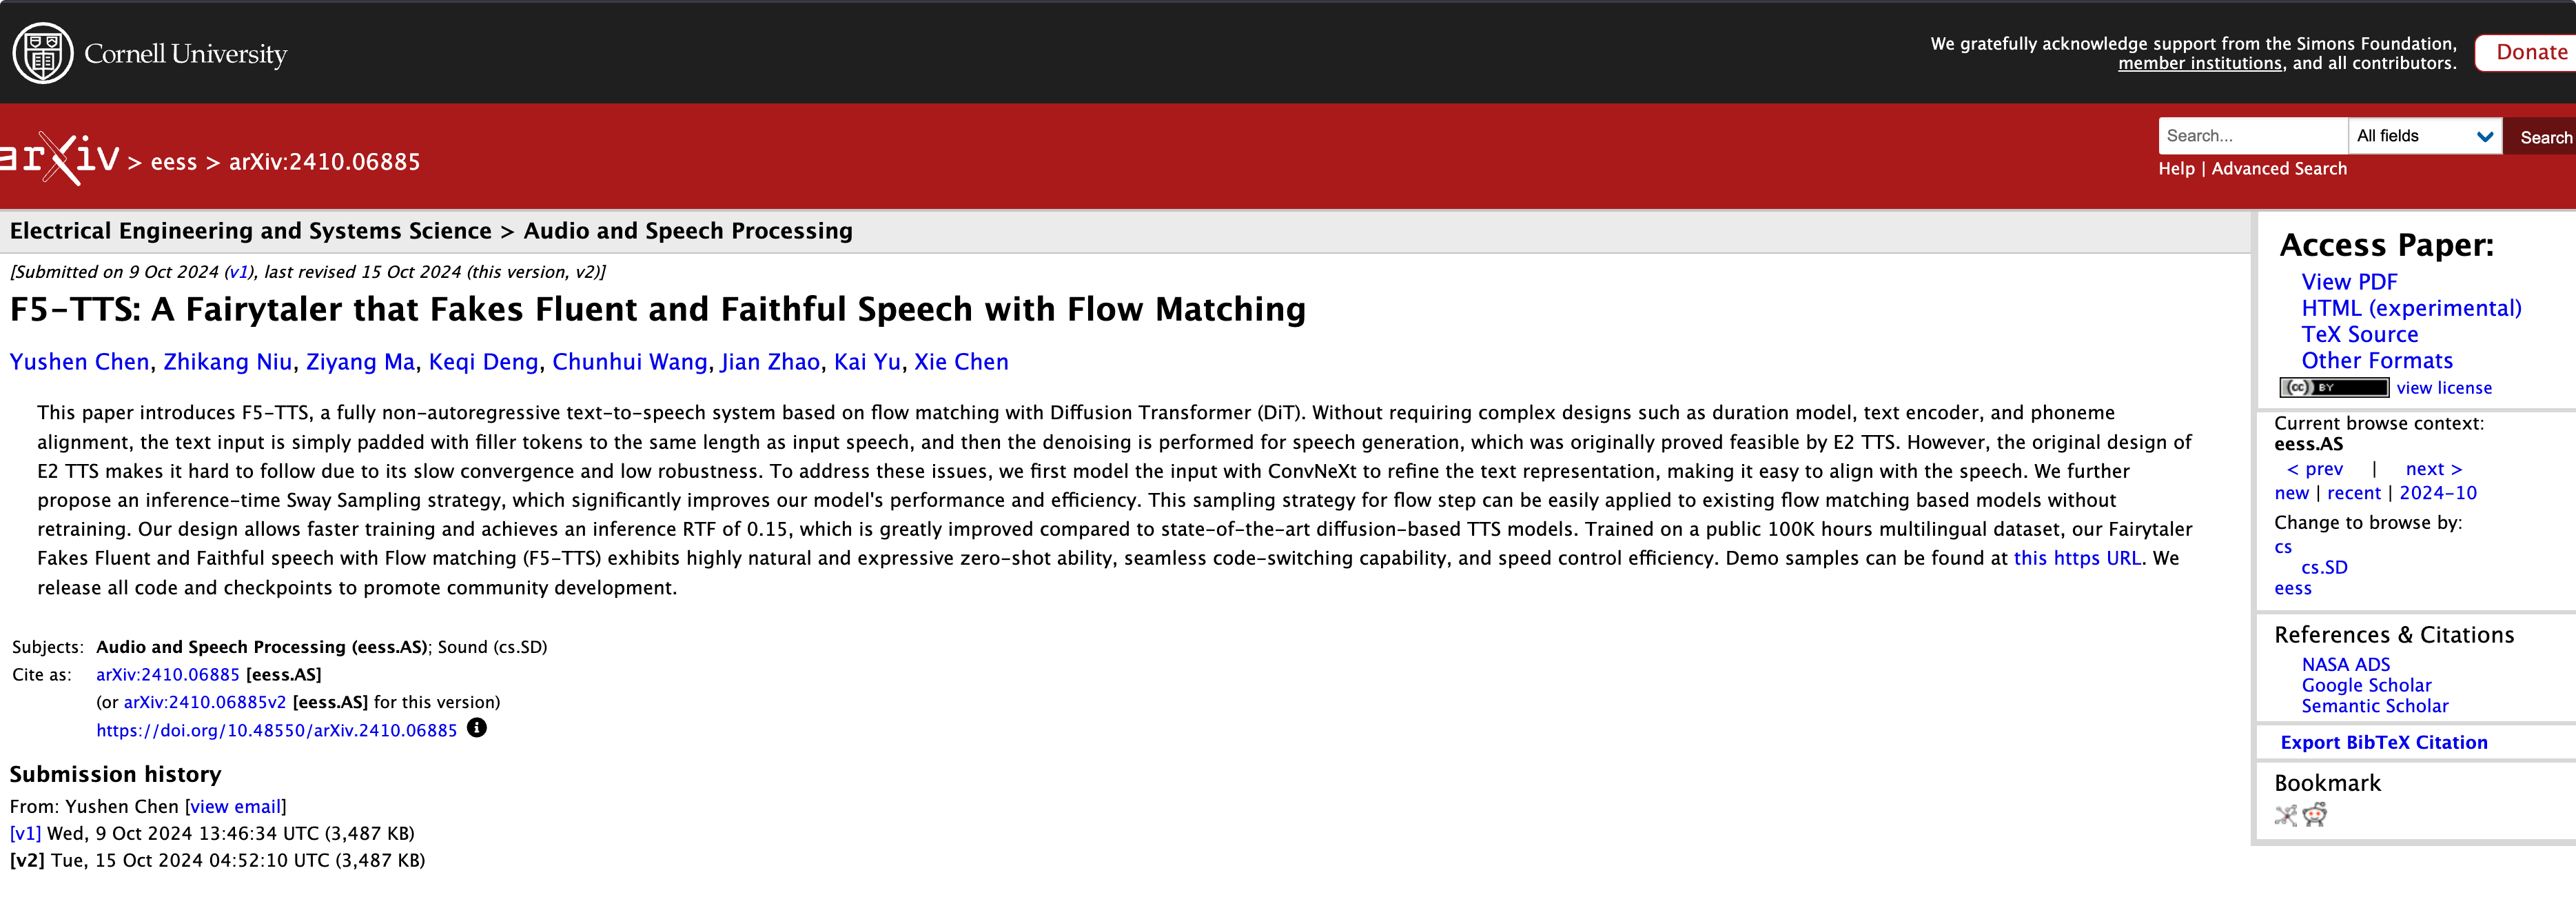 Cornell University
We gratefully acknowledge support from the Simons Foundation,
member institutions, and all contributors.
Donate
arXiv > eess > arXiv:2410.06885
Search...
All fields
Search
Help | Advanced Search
Electrical Engineering and Systems Science > Audio and Speech Processing
[Submitted on 9 Oct 2024 (v1), last revised 15 Oct 2024 (this version, v2)]
F5-TTS: A Fairytaler that Fakes Fluent and Faithful Speech with Flow Matching
Yushen Chen, Zhikang Niu, Ziyang Ma, Keqi Deng, Chunhui Wang, Jian Zhao, Kai Yu, Xie Chen
This paper introduces F5-TTS, a fully non-autoregressive text-to-speech system based on flow matching with Diffusion Transformer (DiT). Without requiring complex designs such as duration model, text encoder, and phoneme
alignment, the text input is simply padded with filler tokens to the same length as input speech, and then the denoising is performed for speech generation, which was originally proved feasible by E2 TTS. However, the original design of
E2 TTS makes it hard to follow due to its slow convergence and low robustness. To address these issues, we first model the input with ConvNeXt to refine the text representation, making it easy to align with the speech. We further
propose an inference-time Sway Sampling strategy, which significantly improves our model's performance and efficiency. This sampling strategy for flow step can be easily applied to existing flow matching based models without
retraining. Our design allows faster training and achieves an inference RTF of 0.15, which is greatly improved compared to state-of-the-art diffusion-based TTS models. Trained on a public 100K hours multilingual dataset, our Fairytaler
Fakes Fluent and Faithful speech with Flow matching (F5-TTS) exhibits highly natural and expressive zero-shot ability, seamless code-switching capability, and speed control efficiency. Demo samples can be found at this https URL. We
release all code and checkpoints to promote community development.
Subjects: Audio and Speech Processing (eess.AS); Sound (cs.SD)
Cite as: arXiv:2410.06885 [eess.AS]
(or arXiv:2410.06885v2 [eess.AS] for this version)
https://doi.org/10.48550/arXiv.2410.06885
Submission history
From: Yushen Chen [view email]
[v1] Wed, 9 Oct 2024 13:46:34 UTC (3,487 KB)
[v2] Tue, 15 Oct 2024 04:52:10 UTC (3,487 KB)
Access Paper:
View PDF
HTML (experimental)
TeX Source
Other Formats
(cc) BY view license
Current browse context:
eess.AS
< prev | next >
new | recent | 2024-10
Change to browse by:
cs
cs.SD
eess
References & Citations
NASA ADS
Google Scholar
Semantic Scholar
Export BibTeX Citation
Bookmark